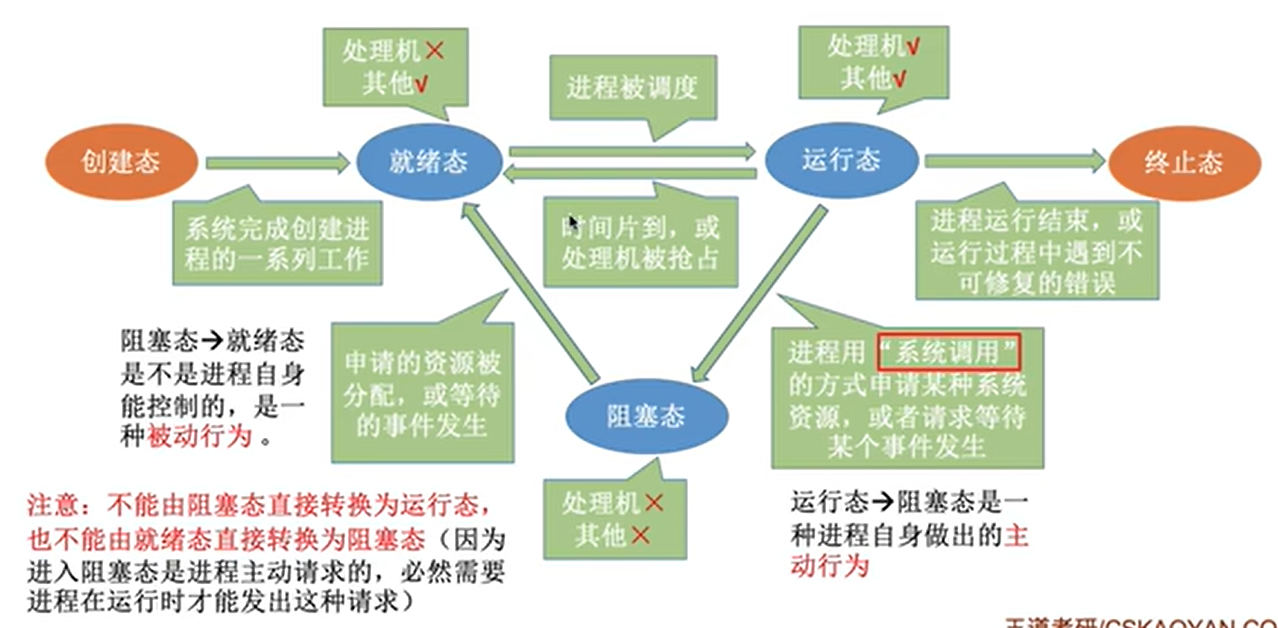 处理机×
其他√
进程被调度
处理机√
其他√
创建态
就绪态
运行态
终止态
系统完成创建进
程的一系列工作
时间片到，或
处理机被抢占
进程运行结束，或
运行过程中遇到不
可修复的错误
阻塞态→就绪态
是不是进程自身
能控制的，是一
种被动行为。
申请的资源被
分配，或等待
的事件发生
进程用“系统调用”
的方式申请某种系统
资源，或者请求等待
某个事件发生
阻塞态
处理机×
其他×
注意：不能由阻塞态直接转换为运行态，
也不能由就绪态直接转换为阻塞态（因为
进入阻塞态是进程主动请求的，必然需要
进程在运行时才能发出这种请求）
运行态→阻塞态是一
种进程自身做出的主
动行为
王道考研/CSKAOYAN.CO